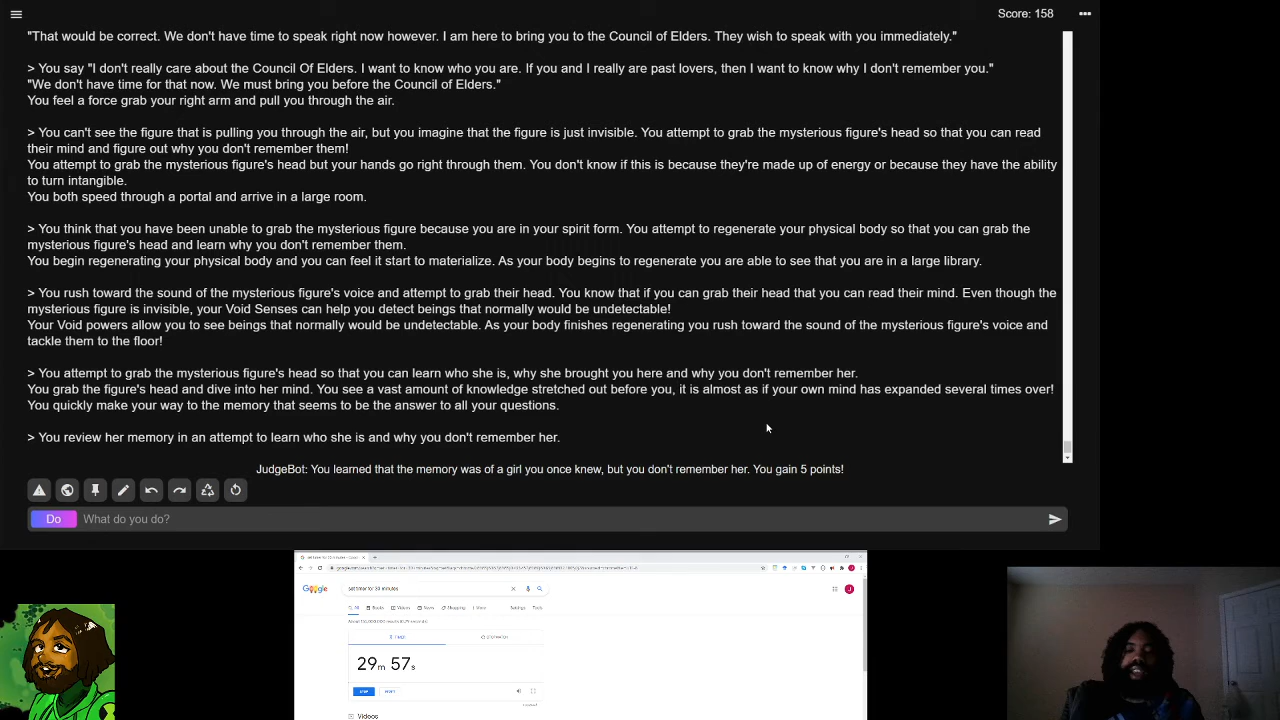 Score: 158
"That would be correct. We don't have time to speak right now however. I am here to bring you to the Council of Elders. They wish to speak with you immediately."
> You say "I don't really care about the Council Of Elders. I want to know who you are. If you and I really are past lovers, then I want to know why I don't remember you."
"We don't have time for that now. We must bring you before the Council of Elders."
You feel a force grab your right arm and pull you through the air.
> You can't see the figure that is pulling you through the air, but you imagine that the figure is just invisible. You attempt to grab the mysterious figure's head so that you can read
their mind and figure out why you don't remember them!
You attempt to grab the mysterious figure's head but your hands go right through them. You don't know if this is because they're made up of energy or because they have the ability
to turn intangible.
You both speed through a portal and arrive in a large room.
> You think that you have been unable to grab the mysterious figure because you are in your spirit form. You attempt to regenerate your physical body so that you can grab the
mysterious figure's head and learn why you don't remember them.
You begin regenerating your physical body and you can feel it start to materialize. As your body begins to regenerate you are able to see that you are in a large library.
> You rush toward the sound of the mysterious figure's voice and attempt to grab their head. You know that if you can grab their head that you can read their mind. Even though the
mysterious figure is invisible, your Void Senses can help you detect beings that normally would be undetectable!
Your Void powers allow you to see beings that normally would be undetectable. As your body finishes regenerating you rush toward the sound of the mysterious figure's voice and
tackle them to the floor!
> You attempt to grab the mysterious figure's head so that you can learn who she is, why she brought you here and why you don't remember her.
You grab the figure's head and dive into her mind. You see a vast amount of knowledge stretched out before you, it is almost as if your own mind has expanded several times over!
You quickly make your way to the memory that seems to be the answer to all your questions.
> You review her memory in an attempt to learn who she is and why you don't remember her.
JudgeBot: You learned that the memory was of a girl you once knew, but you don't remember her. You gain 5 points!
Do What do you do?
Google set timer for 30 minutes
All Books Videos News Shopping More Settings Tools
TIMER STOPWATCH
29m 57s
STOP RESET
Videos